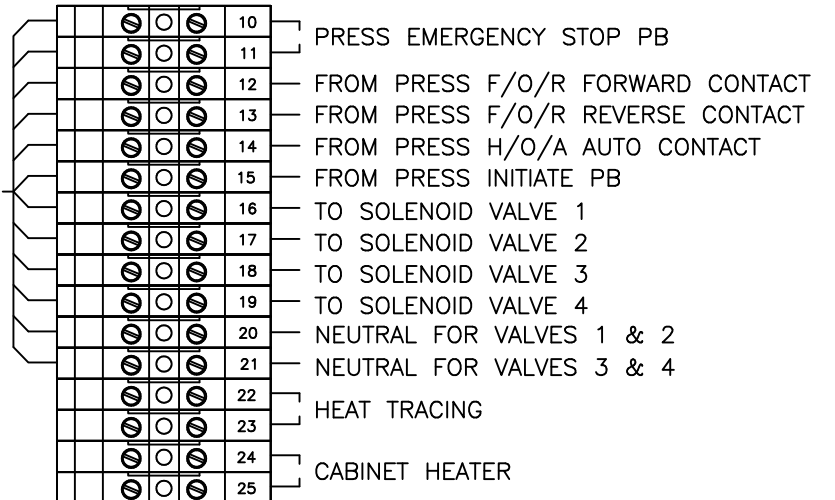 10
PRESS EMERGENCY STOP PB
11
12 FROM PRESS F/O/R FORWARD CONTACT
13 FROM PRESS F/O/R REVERSE CONTACT
14 FROM PRESS H/O/A AUTO CONTACT
15 FROM PRESS INITIATE PB
16 TO SOLENOID VALVE 1
17 TO SOLENOID VALVE 2
18 TO SOLENOID VALVE 3
19 TO SOLENOID VALVE 4
20 NEUTRAL FOR VALVES 1 & 2
21 NEUTRAL FOR VALVES 3 & 4
22
HEAT TRACING
23
24
CABINET HEATER
25